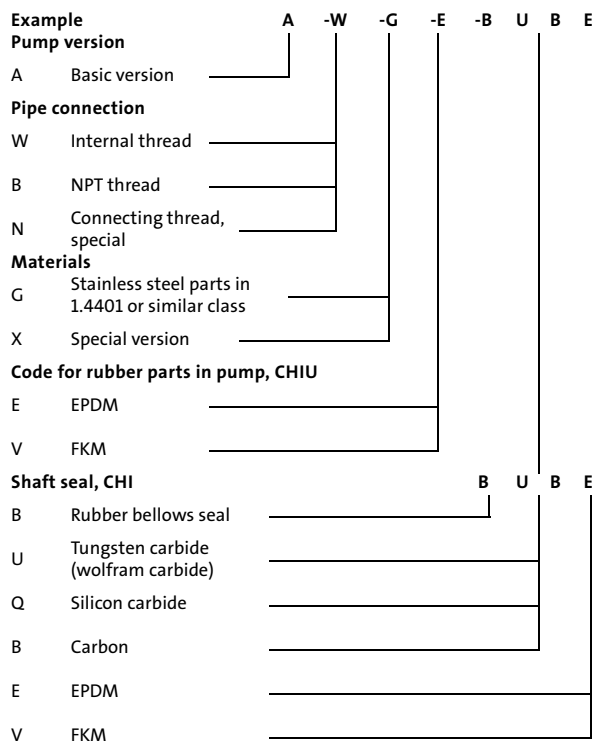 Example A -W -G -E -B U B E
Pump version
A Basic version
Pipe connection
W Internal thread
B NPT thread
N Connecting thread,
special
Materials
G Stainless steel parts in
1.4401 or similar class
X Special version
Code for rubber parts in pump, CHIU
E EPDM
V FKM
Shaft seal, CHI B U B E
B Rubber bellows seal
U Tungsten carbide
(wolfram carbide)
Q Silicon carbide
B Carbon
E EPDM
V FKM